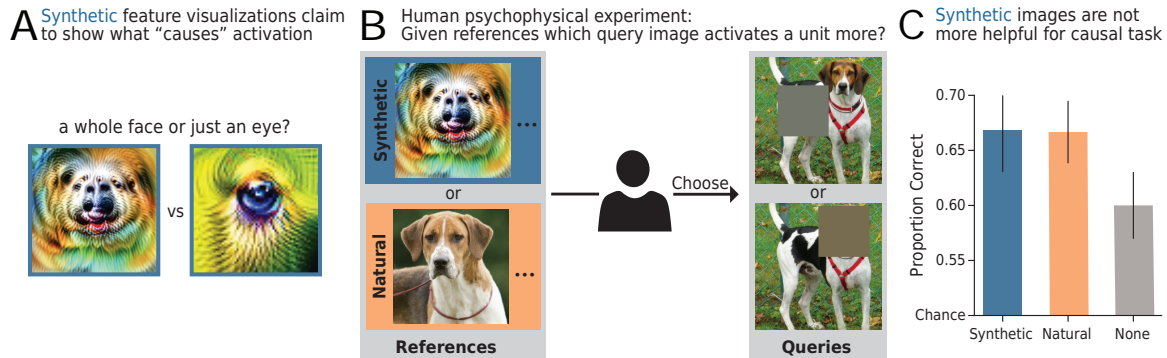 A Synthetic feature visualizations claim
to show what “causes” activation
a whole face or just an eye?
vs
B Human psychophysical experiment:
Given references which query image activates a unit more?
Synthetic
...
or
Natural
...
References
Choose
or
Queries
C Synthetic images are not
more helpful for causal task
Proportion Correct
0.70
0.65
0.60
0.55
Chance
Synthetic Natural None